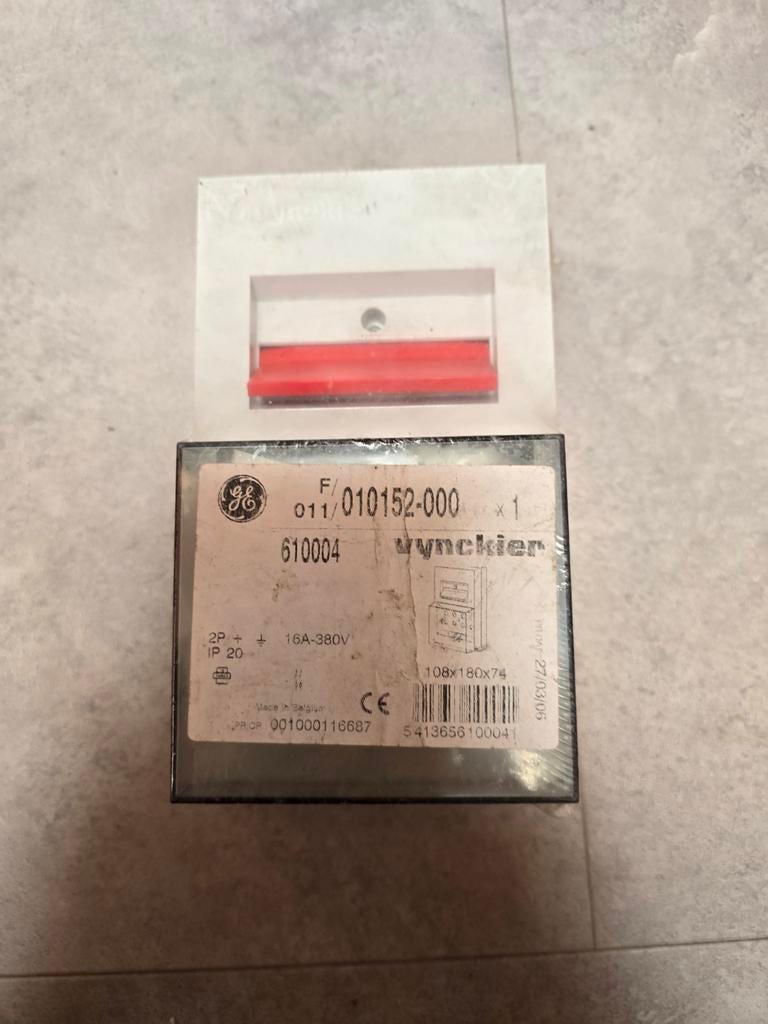 GE
F/
011/ 010152-000 x 1
610004 vynckier
2P + ⏚ 16A-380V
IP 20
108x180x74
Made in Belgium CE
001000116687 5413656100041
27/03/06